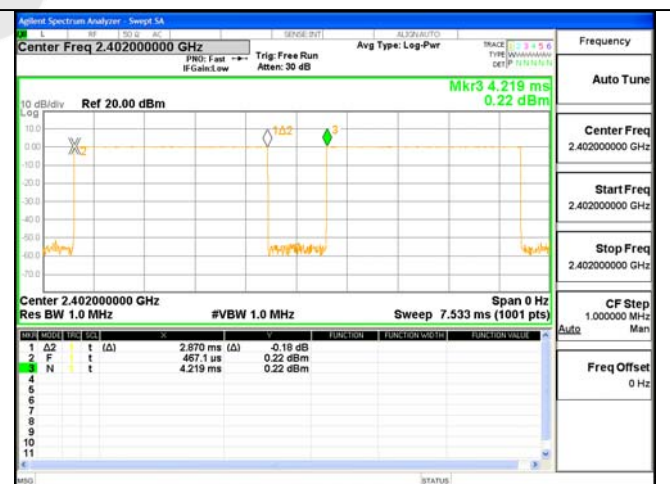 Agilent Spectrum Analyzer - Swept SA
L RF 50 Ω AC SENSE:INT ALIGNAUTO
Center Freq 2.402000000 GHz
PNO: Fast
IFGain:Low
Trig: Free Run
Atten: 30 dB
Avg Type: Log-Pwr
TRACE 1 2 3 4 5 6
TYPE
DET P N N N N N
Frequency
Auto Tune
Center Freq
2.402000000 GHz
Start Freq
2.402000000 GHz
Stop Freq
2.402000000 GHz
CF Step
1.000000 MHz
Auto Man
Freq Offset
0 Hz
Mkr3 4.219 ms
0.22 dBm
10 dB/div Ref 20.00 dBm
Log
10.0
0.00
-10.0
-20.0
-30.0
-40.0
-50.0
-60.0
-70.0
2
1Δ2
3
Center 2.402000000 GHz Span 0 Hz
Res BW 1.0 MHz #VBW 1.0 MHz Sweep 7.533 ms (1001 pts)
MKR MODE TRC SCL X Y FUNCTION FUNCTION WIDTH FUNCTION VALUE
1 Δ2 t (Δ) 2.870 ms (Δ) -0.18 dB
2 F t 467.1 µs 0.22 dBm
3 N t 4.219 ms 0.22 dBm
4
5
6
7
8
9
10
11
MSG STATUS